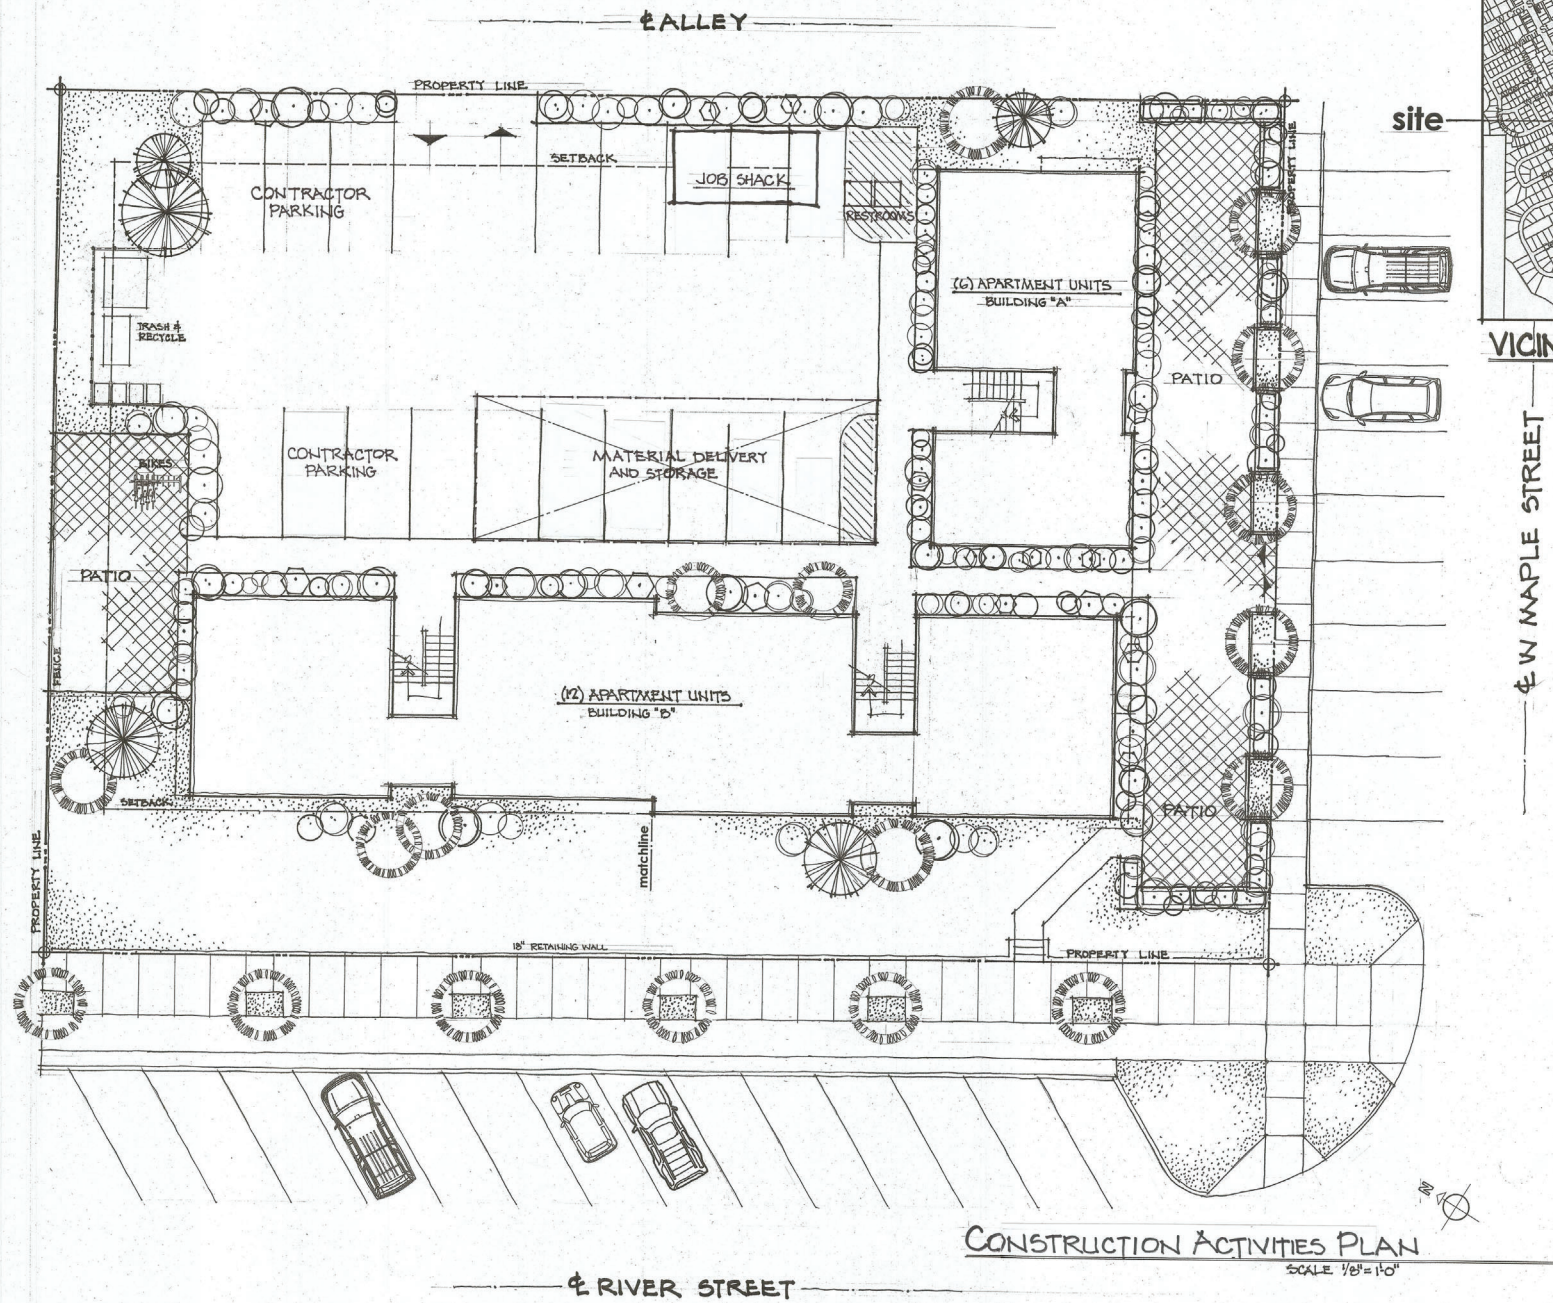 ℄ ALLEY
PROPERTY LINE
site
SETBACK
CONTRACTOR
PARKING
JOB SHACK
RESTROOMS
PROPERTY LINE
(6) APARTMENT UNITS
BUILDING "A"
TRASH &
RECYCLE
VICIN
PATIO
CONTRACTOR
PARKING
MATERIAL DELIVERY
AND STORAGE
BIKES
℄ W MAPLE STREET
PATIO
FENCE
(12) APARTMENT UNITS
BUILDING "B"
SETBACK
PATIO
matchline
PROPERTY LINE
18" RETAINING WALL
PROPERTY LINE
N
CONSTRUCTION ACTIVITIES PLAN
SCALE 1/8"=1'-0"
℄ RIVER STREET